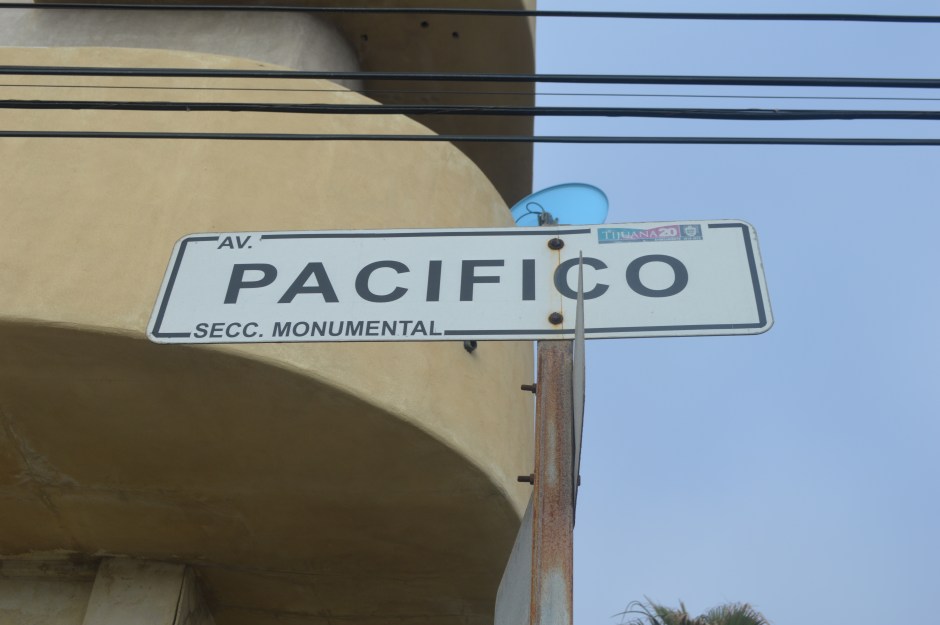 AV.
TIJUANA 20
PACIFICO
SECC. MONUMENTAL